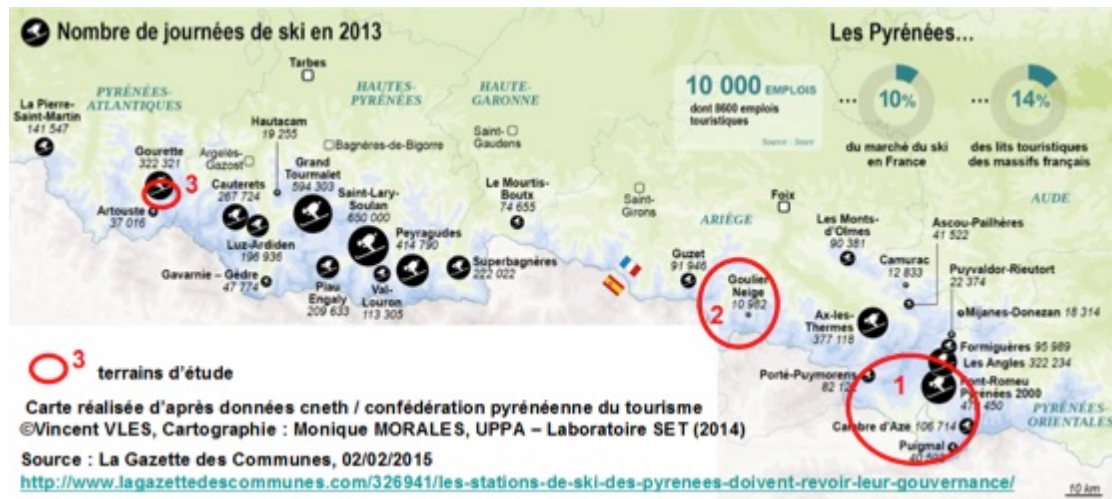 Nombre de journées de ski en 2013
Les Pyrénées...
Tarbes
PYRÉNÉES-
ATLANTIQUES
HAUTES-
PYRÉNÉES
HAUTE-
GARONNE
10 000 EMPLOIS
dont 8600 emplois
touristiques
Source : Insee
... 10%
du marché du ski
en France
... 14%
des lits touristiques
des massifs français
La Pierre-
Saint-Martin
141 547
Hautacam
19 255
Saint-
Gaudens
Bagnères-de-Bigorre
Gourette
322 321
Argelès-
Gazost
3
Cauterets
267 724
Grand
Tourmalet
594 303
Saint-Lary-
Soulan
650 000
Le Mourtis-
Boutx
74 655
Saint-
Girons
Foix
AUDE
ARIÈGE
Artouste
37 016
Luz-Ardiden
196 936
Peyragudes
414 790
Les Monts-
d'Olmes
90 381
Ascou-Pailhères
41 522
Gavarnie – Gèdre
47 774
Piau
Engaly
209 633
Val-
Louron
113 305
Superbagnères
222 022
Guzet
91 946
Goulier
Neige
10 982
2
Camurac
12 833
Puyvaldor-Rieutort
22 374
Mijanes-Donezan 18 314
Ax-les-
Thermes
377 118
Formiguères 95 989
Les Angles 322 234
Porté-Puymorens
82 122
1
Pyrénées 2000
450
Cambre d'Aze 106 714
Puigmal
PYRÉNÉES-
ORIENTALES
3
terrains d'étude
Carte réalisée d'après données cneth / confédération pyrénéenne du tourisme
©Vincent VLES, Cartographie : Monique MORALES, UPPA – Laboratoire SET (2014)
Source : La Gazette des Communes, 02/02/2015
http://www.lagazettedescommunes.com/326941/les-stations-de-ski-des-pyrenees-doivent-revoir-leur-gouvernance/
10 km